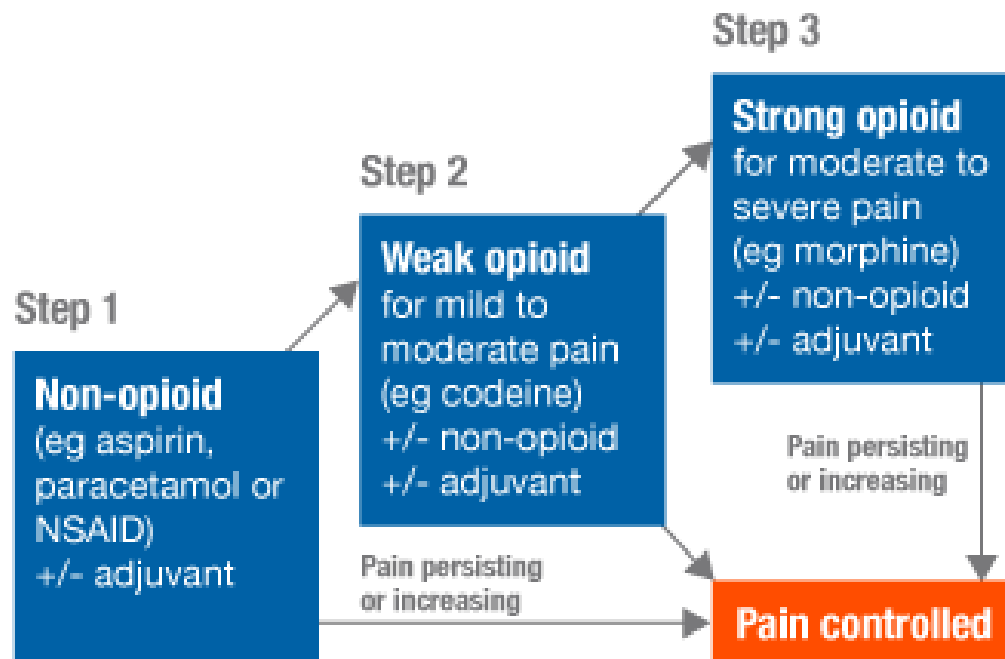 Step 1
Non-opioid
(eg aspirin,
paracetamol or
NSAID)
+/- adjuvant
Step 2
Weak opioid
for mild to
moderate pain
(eg codeine)
+/- non-opioid
+/- adjuvant
Step 3
Strong opioid
for moderate to
severe pain
(eg morphine)
+/- non-opioid
+/- adjuvant
Pain persisting
or increasing
Pain persisting
or increasing
Pain controlled